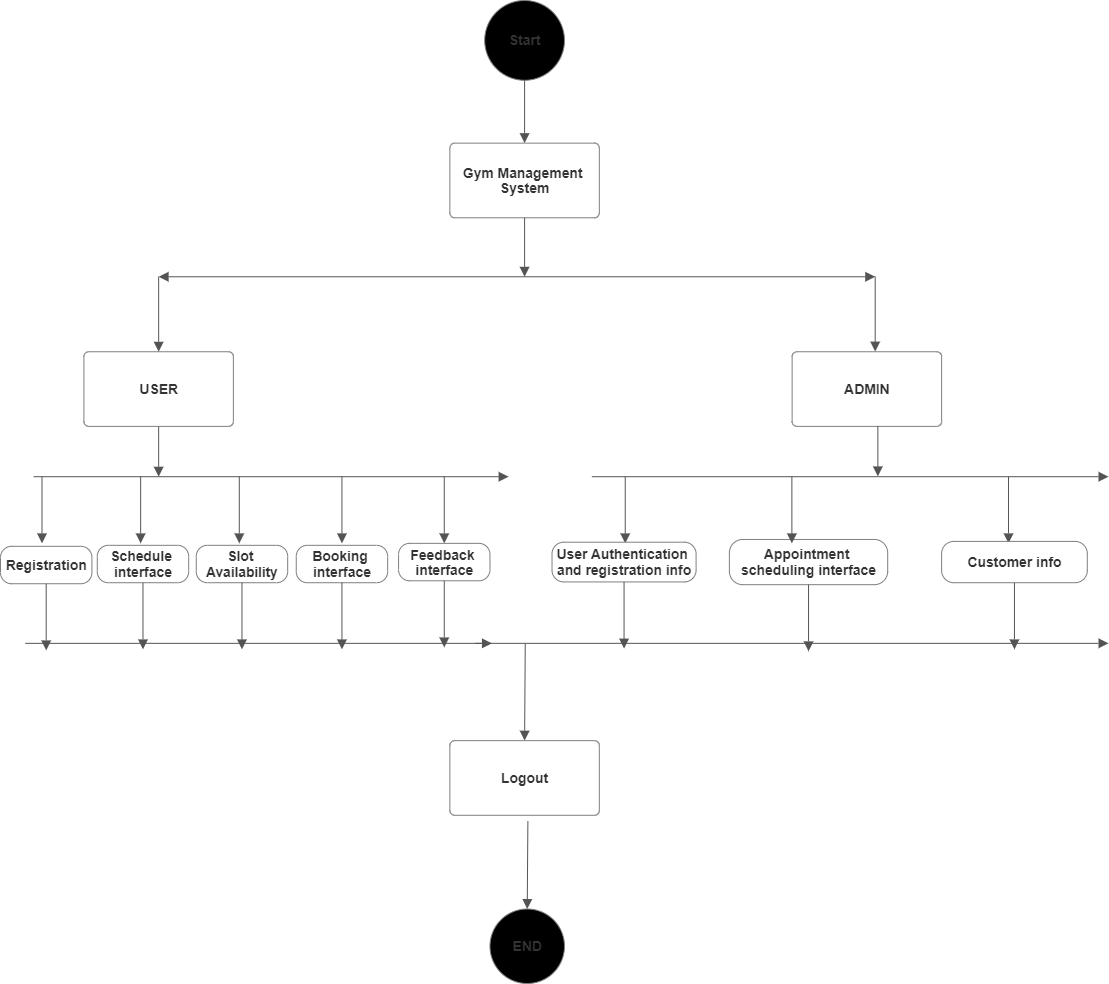 Start
Gym Management
System
USER
ADMIN
Registration
Schedule
interface
Slot
Availability
Booking
interface
Feedback
interface
User Authentication
and registration info
Appointment
scheduling interface
Customer info
Logout
END